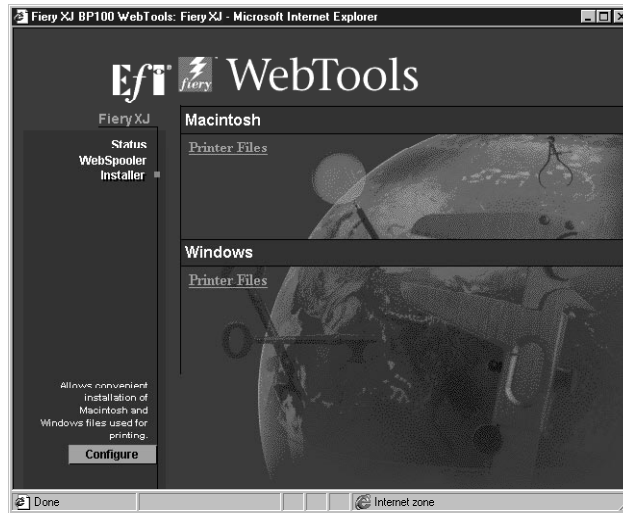 Fiery XJ BP100 WebTools: Fiery XJ - Microsoft Internet Explorer
Efi fiery WebTools
Fiery XJ
Status
WebSpooler
Installer
Macintosh
Printer Files
Windows
Printer Files
Allows convenient
installation of
Macintosh and
Windows files used for
printing.
Configure
Done
Internet zone